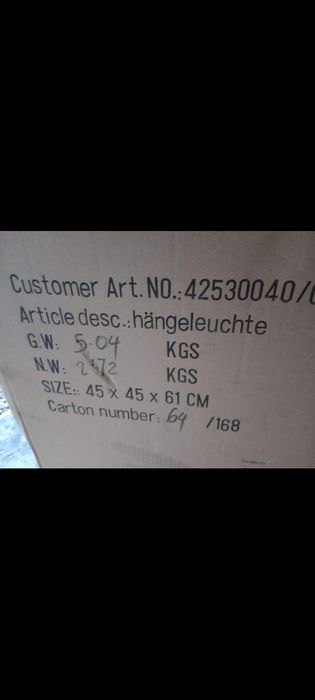 Customer Art.NO.:42530040/
Article desc.:hängeleuchte
G.W: 5.04 KGS
N.W: 2.72 KGS
SIZE:: 45 x 45 x 61 CM
Carton number: 64 /168